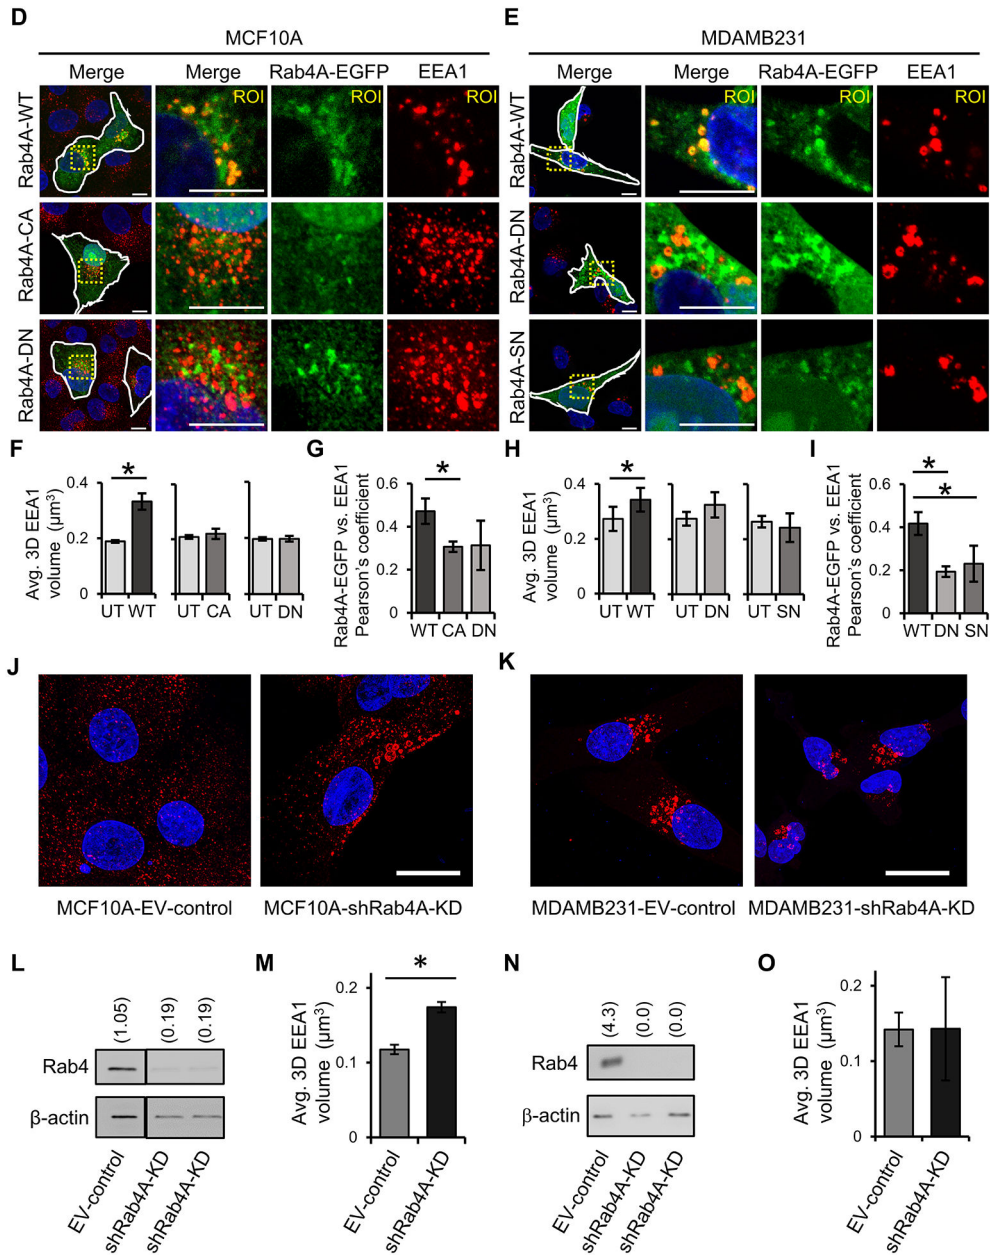 D
MCF10A
Merge Merge Rab4A-EGFP EEA1
Rab4A-WT ROI ROI ROI
Rab4A-CA
Rab4A-DN
E
MDAMB231
Merge Merge Rab4A-EGFP EEA1
Rab4A-WT ROI ROI ROI
Rab4A-DN
Rab4A-SN
F
Avg. 3D EEA1
volume (µm³)
0.4
0.2
0
*
UT WT UT CA UT DN
G
Rab4A-EGFP vs. EEA1
Pearson's coefficient
0.6
0.4
0.2
0
*
WT CA DN
H
Avg. 3D EEA1
volume (µm³)
0.4
0.2
0
*
UT WT UT DN UT SN
I
Rab4A-EGFP vs. EEA1
Pearson's coefficient
0.6
0.4
0.2
0
*
*
WT DN SN
J
MCF10A-EV-control MCF10A-shRab4A-KD
K
MDAMB231-EV-control MDAMB231-shRab4A-KD
L
(1.05) (0.19) (0.19)
Rab4
β-actin
EV-control
shRab4A-KD
shRab4A-KD
M
Avg. 3D EEA1
volume (µm³)
0.2
0.1
0
*
EV-control
shRab4A-KD
N
(4.3) (0.0) (0.0)
Rab4
β-actin
EV-control
shRab4A-KD
shRab4A-KD
O
Avg. 3D EEA1
volume (µm³)
0.2
0.1
0
EV-control
shRab4A-KD